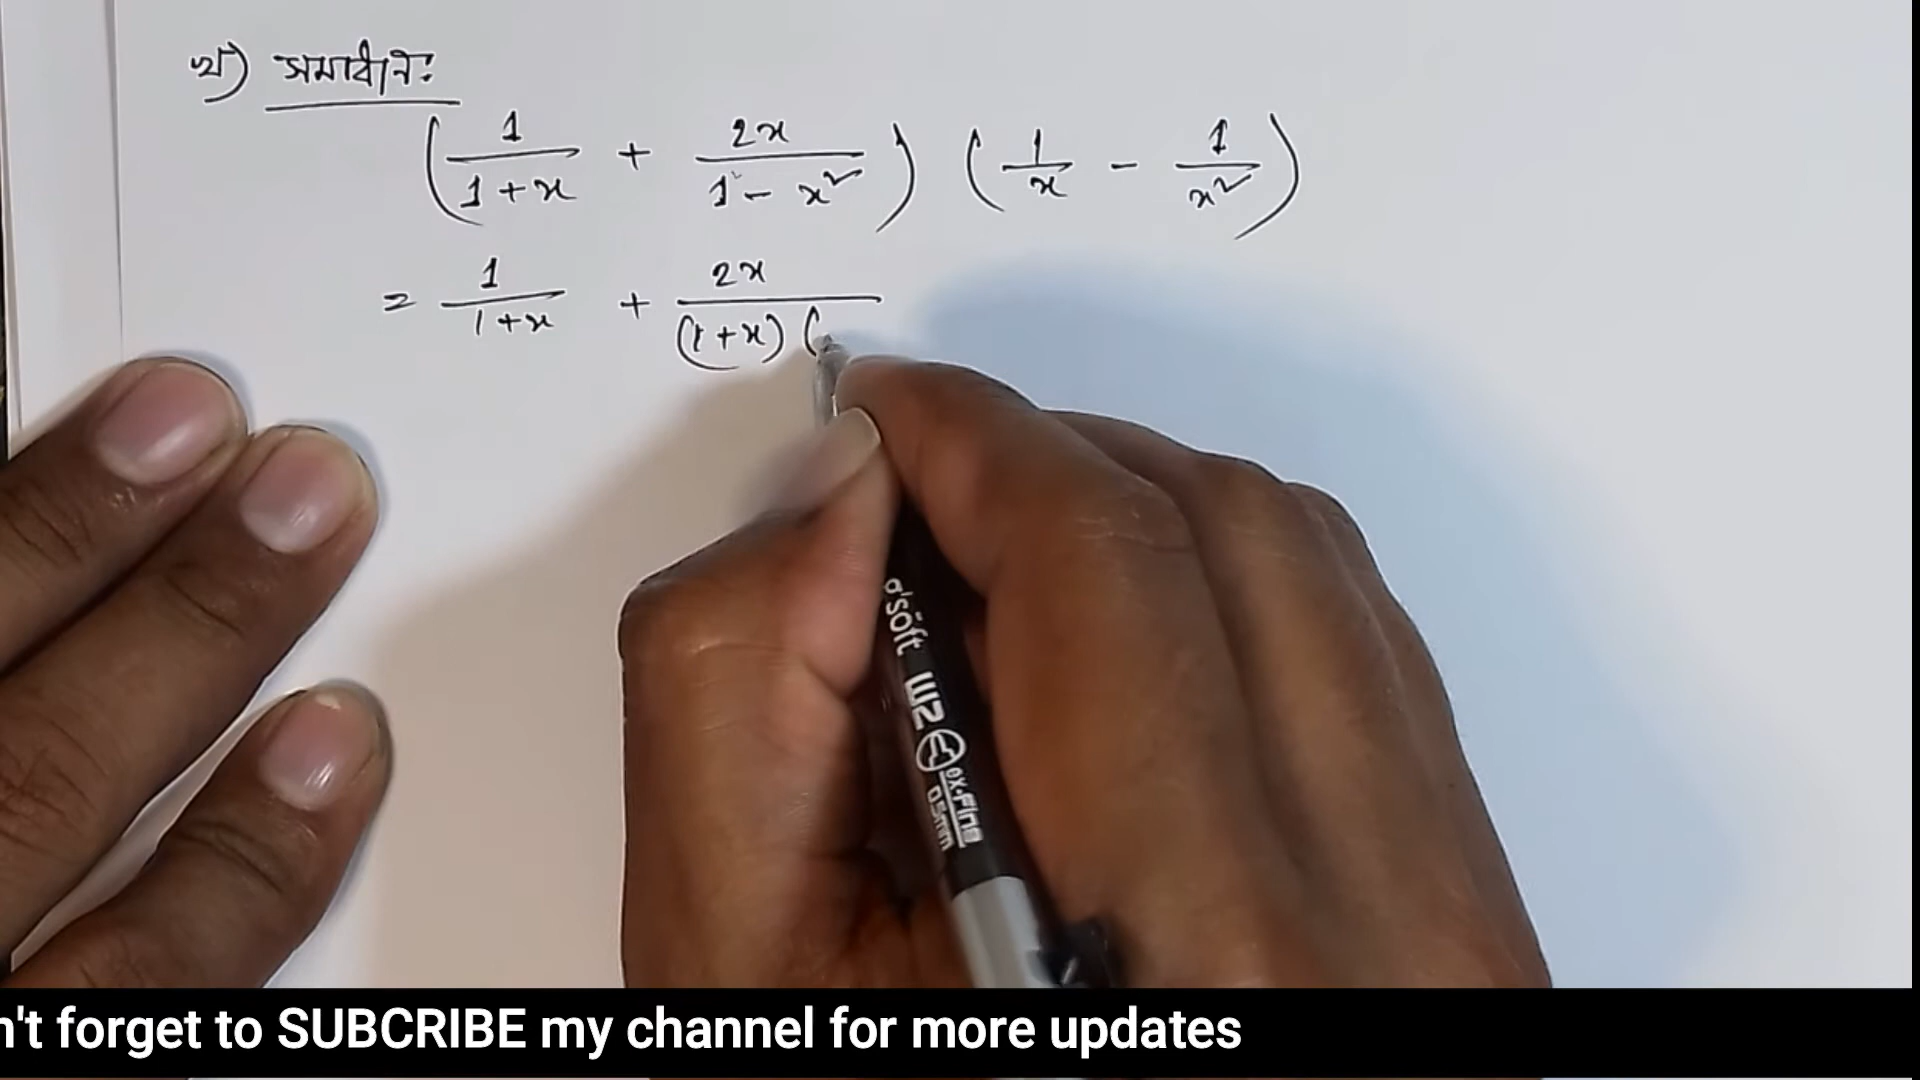 খ) সমাধান:
(1/(1+x) + 2x/(1-x²)) (1/x - 1/x²)
= 1/(1+x) + 2x/((1+x)(
g'soft W2 0X-Fine 0.5mm
n't forget to SUBCRIBE my channel for more updates